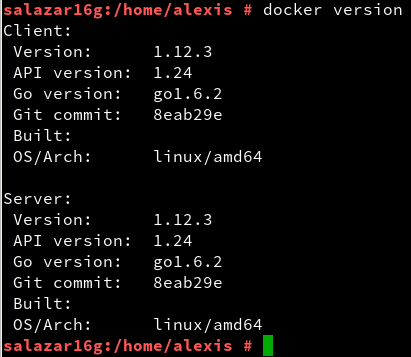 salazar16g:/home/alexis # docker version
Client:
 Version:      1.12.3
 API version:  1.24
 Go version:   go1.6.2
 Git commit:   8eab29e
 Built:
 OS/Arch:      linux/amd64

Server:
 Version:      1.12.3
 API version:  1.24
 Go version:   go1.6.2
 Git commit:   8eab29e
 Built:
 OS/Arch:      linux/amd64
salazar16g:/home/alexis #